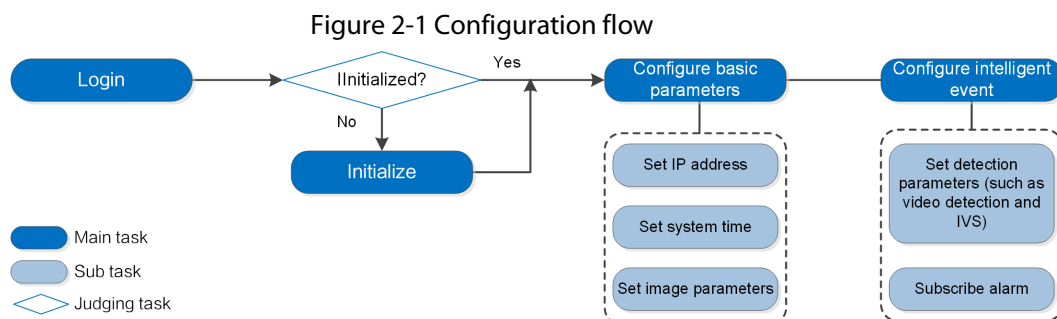 Figure 2-1 Configuration flow
Login
IInitialized?
Yes
No
Initialize
Configure basic
parameters
Configure intelligent
event
Set IP address
Set system time
Set image parameters
Set detection
parameters (such as
video detection and
IVS)
Subscribe alarm
Main task
Sub task
Judging task